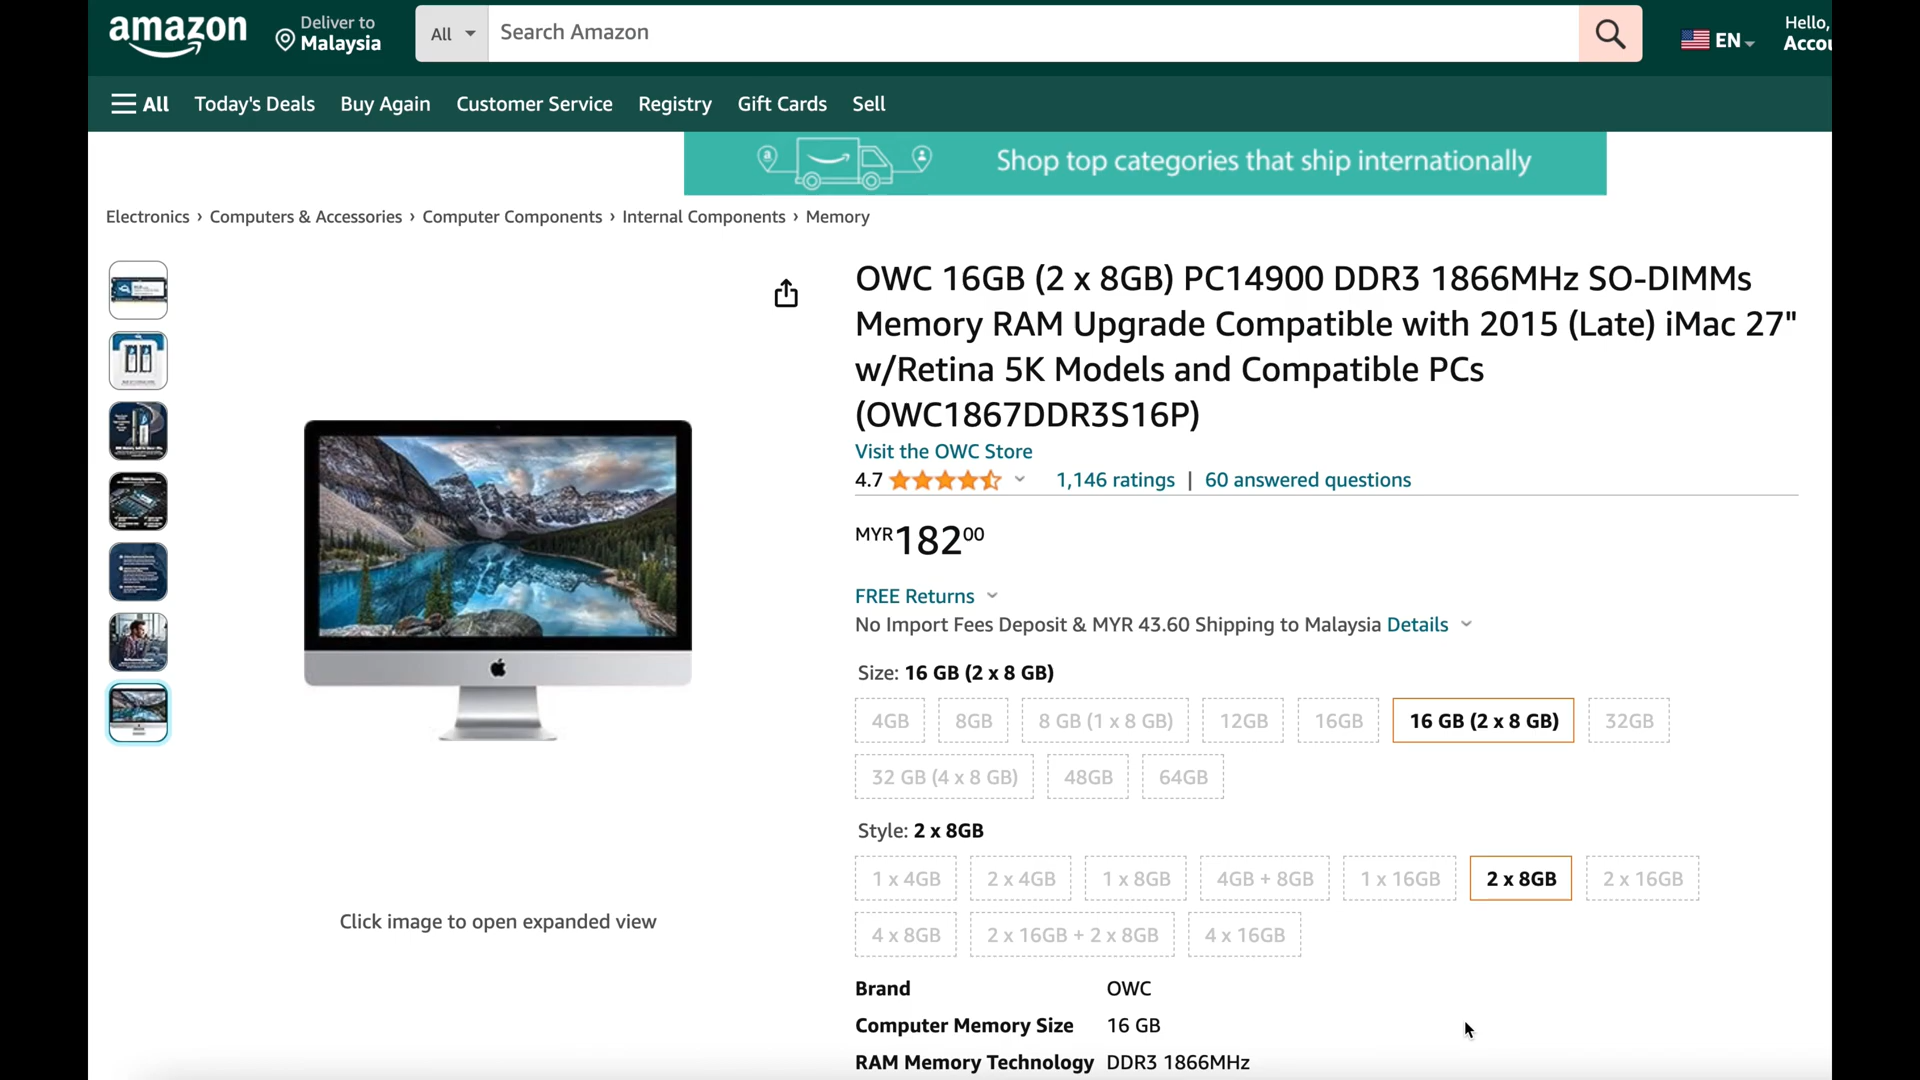 amazon
Deliver to
Malaysia
All
Search Amazon
EN
Hello,
Accou
All
Today's Deals
Buy Again
Customer Service
Registry
Gift Cards
Sell
Shop top categories that ship internationally
Electronics › Computers & Accessories › Computer Components › Internal Components › Memory
OWC 16GB (2 x 8GB) PC14900 DDR3 1866MHz SO-DIMMs
Memory RAM Upgrade Compatible with 2015 (Late) iMac 27"
w/Retina 5K Models and Compatible PCs
(OWC1867DDR3S16P)
Visit the OWC Store
4.7
1,146 ratings | 60 answered questions
MYR18200
FREE Returns
No Import Fees Deposit & MYR 43.60 Shipping to Malaysia Details
Size: 16 GB (2 x 8 GB)
4GB
8GB
8 GB (1 x 8 GB)
12GB
16GB
16 GB (2 x 8 GB)
32GB
32 GB (4 x 8 GB)
48GB
64GB
Style: 2 x 8GB
1 x 4GB
2 x 4GB
1 x 8GB
4GB + 8GB
1 x 16GB
2 x 8GB
2 x 16GB
4 x 8GB
2 x 16GB + 2 x 8GB
4 x 16GB
Click image to open expanded view
Brand OWC
Computer Memory Size 16 GB
RAM Memory Technology DDR3 1866MHz